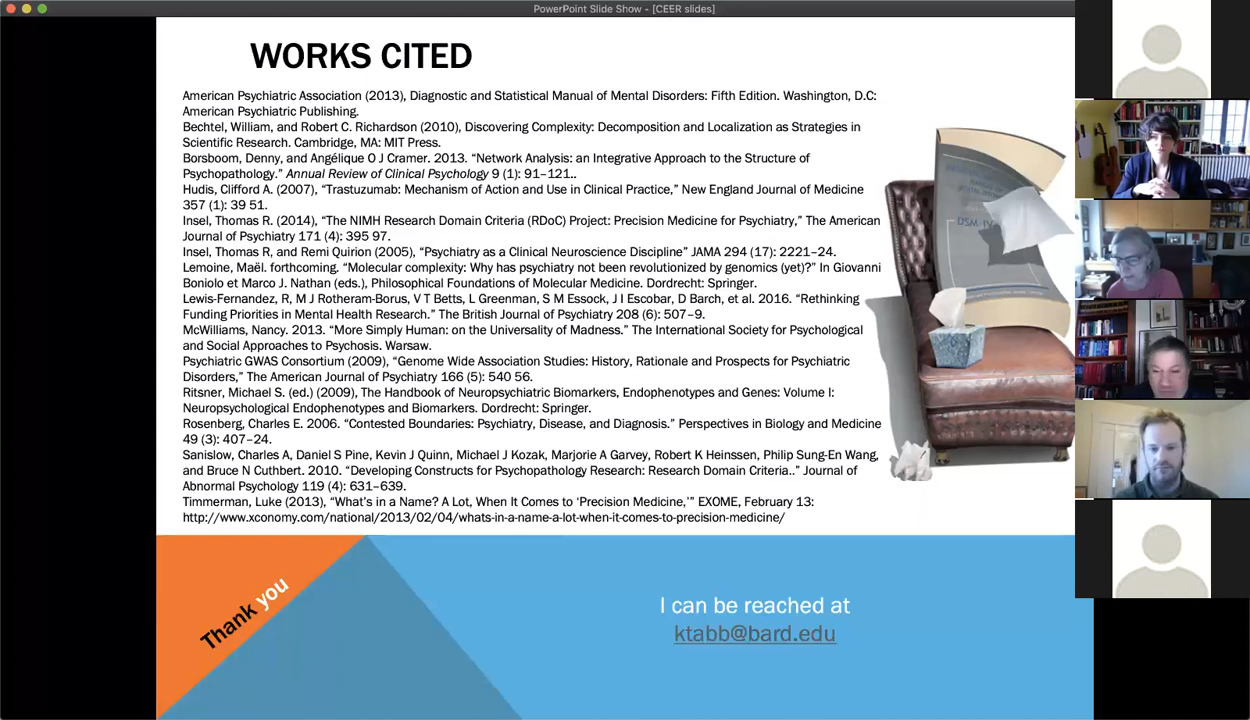 PowerPoint Slide Show - [CEER slides]
WORKS CITED
American Psychiatric Association (2013), Diagnostic and Statistical Manual of Mental Disorders: Fifth Edition. Washington, D.C:
American Psychiatric Publishing.
Bechtel, William, and Robert C. Richardson (2010), Discovering Complexity: Decomposition and Localization as Strategies in
Scientific Research. Cambridge, MA: MIT Press.
Borsboom, Denny, and Angélique O J Cramer. 2013. “Network Analysis: an Integrative Approach to the Structure of
Psychopathology.” Annual Review of Clinical Psychology 9 (1): 91–121..
Hudis, Clifford A. (2007), “Trastuzumab: Mechanism of Action and Use in Clinical Practice,” New England Journal of Medicine
357 (1): 39 51.
Insel, Thomas R. (2014), “The NIMH Research Domain Criteria (RDoC) Project: Precision Medicine for Psychiatry,” The American
Journal of Psychiatry 171 (4): 395 97.
Insel, Thomas R, and Remi Quirion (2005), “Psychiatry as a Clinical Neuroscience Discipline” JAMA 294 (17): 2221–24.
Lemoine, Maël. forthcoming. “Molecular complexity: Why has psychiatry not been revolutionized by genomics (yet)?” In Giovanni
Boniolo et Marco J. Nathan (eds.), Philosophical Foundations of Molecular Medicine. Dordrecht: Springer.
Lewis-Fernandez, R, M J Rotheram-Borus, V T Betts, L Greenman, S M Essock, J I Escobar, D Barch, et al. 2016. “Rethinking
Funding Priorities in Mental Health Research.” The British Journal of Psychiatry 208 (6): 507–9.
McWilliams, Nancy. 2013. “More Simply Human: on the Universality of Madness.” The International Society for Psychological
and Social Approaches to Psychosis. Warsaw.
Psychiatric GWAS Consortium (2009), “Genome Wide Association Studies: History, Rationale and Prospects for Psychiatric
Disorders,” The American Journal of Psychiatry 166 (5): 540 56.
Ritsner, Michael S. (ed.) (2009), The Handbook of Neuropsychiatric Biomarkers, Endophenotypes and Genes: Volume I:
Neuropsychological Endophenotypes and Biomarkers. Dordrecht: Springer.
Rosenberg, Charles E. 2006. “Contested Boundaries: Psychiatry, Disease, and Diagnosis.” Perspectives in Biology and Medicine
49 (3): 407–24.
Sanislow, Charles A, Daniel S Pine, Kevin J Quinn, Michael J Kozak, Marjorie A Garvey, Robert K Heinssen, Philip Sung-En Wang,
and Bruce N Cuthbert. 2010. “Developing Constructs for Psychopathology Research: Research Domain Criteria..” Journal of
Abnormal Psychology 119 (4): 631–639.
Timmerman, Luke (2013), “What’s in a Name? A Lot, When It Comes to ‘Precision Medicine,’” EXOME, February 13:
http://www.xconomy.com/national/2013/02/04/whats-in-a-name-a-lot-when-it-comes-to-precision-medicine/
DSM-IV
Thank you
I can be reached at
ktabb@bard.edu